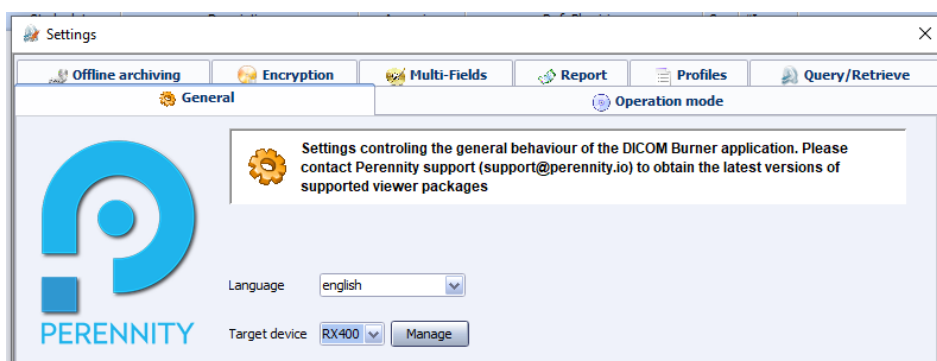 Settings
Offline archiving
Encryption
Multi-Fields
Report
Profiles
Query/Retrieve
General
Operation mode
Settings controling the general behaviour of the DICOM Burner application. Please
contact Perennity support (support@perennity.io) to obtain the latest versions of
supported viewer packages
Language english
PERENNITY
Target device RX400 Manage